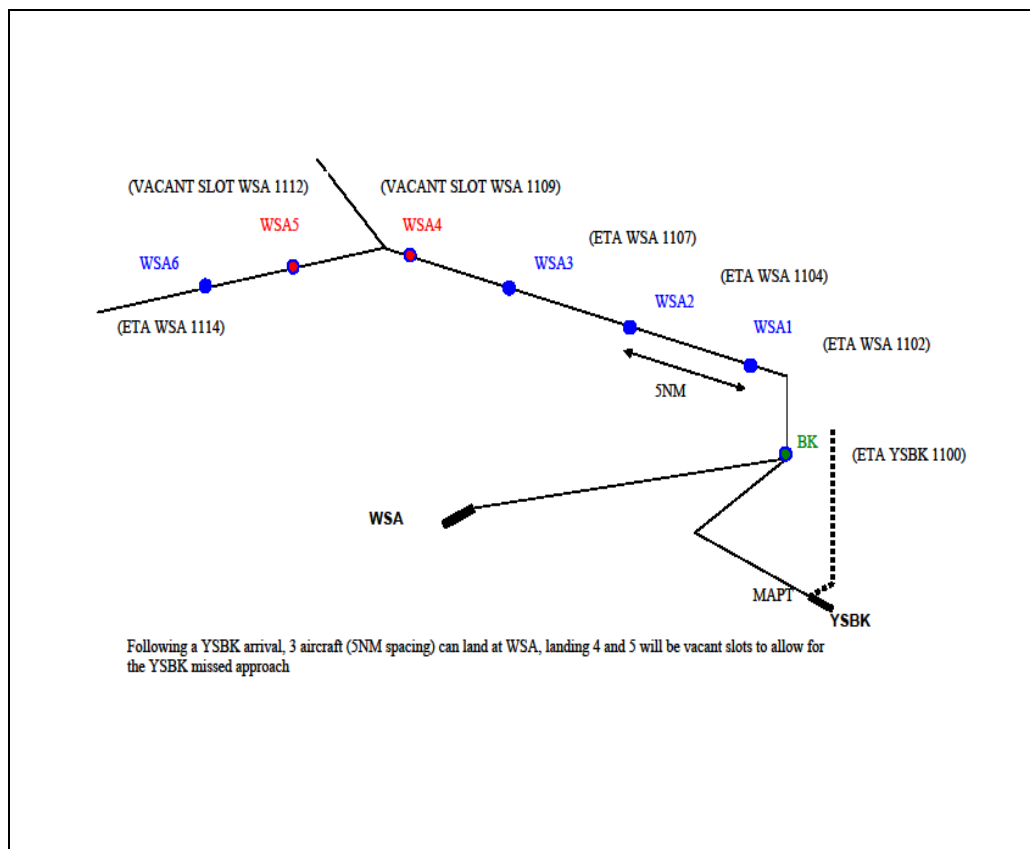 (VACANT SLOT WSA 1112)
(VACANT SLOT WSA 1109)
WSA5
WSA4
(ETA WSA 1107)
WSA6
WSA3
(ETA WSA 1104)
WSA2
(ETA WSA 1114)
WSA1
(ETA WSA 1102)
5NM
BK
(ETA YSBK 1100)
WSA
MAPT
YSBK
Following a YSBK arrival, 3 aircraft (5NM spacing) can land at WSA, landing 4 and 5 will be vacant slots to allow for
the YSBK missed approach